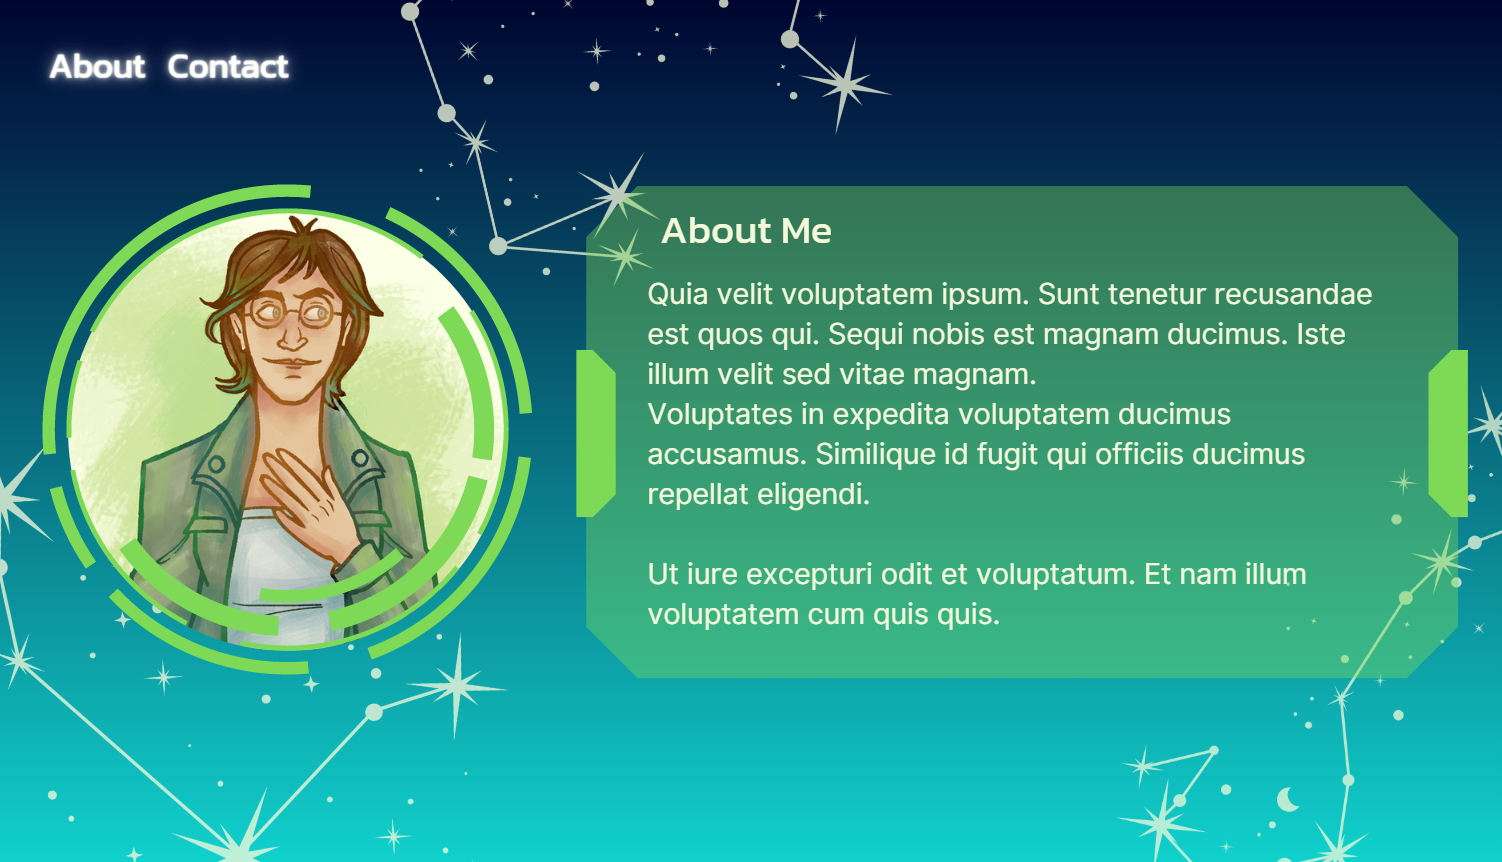 About Contact
About Me
Quia velit voluptatem ipsum. Sunt tenetur recusandae
est quos qui. Sequi nobis est magnam ducimus. Iste
illum velit sed vitae magnam.
Voluptates in expedita voluptatem ducimus
accusamus. Similique id fugit qui officiis ducimus
repellat eligendi.
Ut iure excepturi odit et voluptatum. Et nam illum
voluptatem cum quis quis.